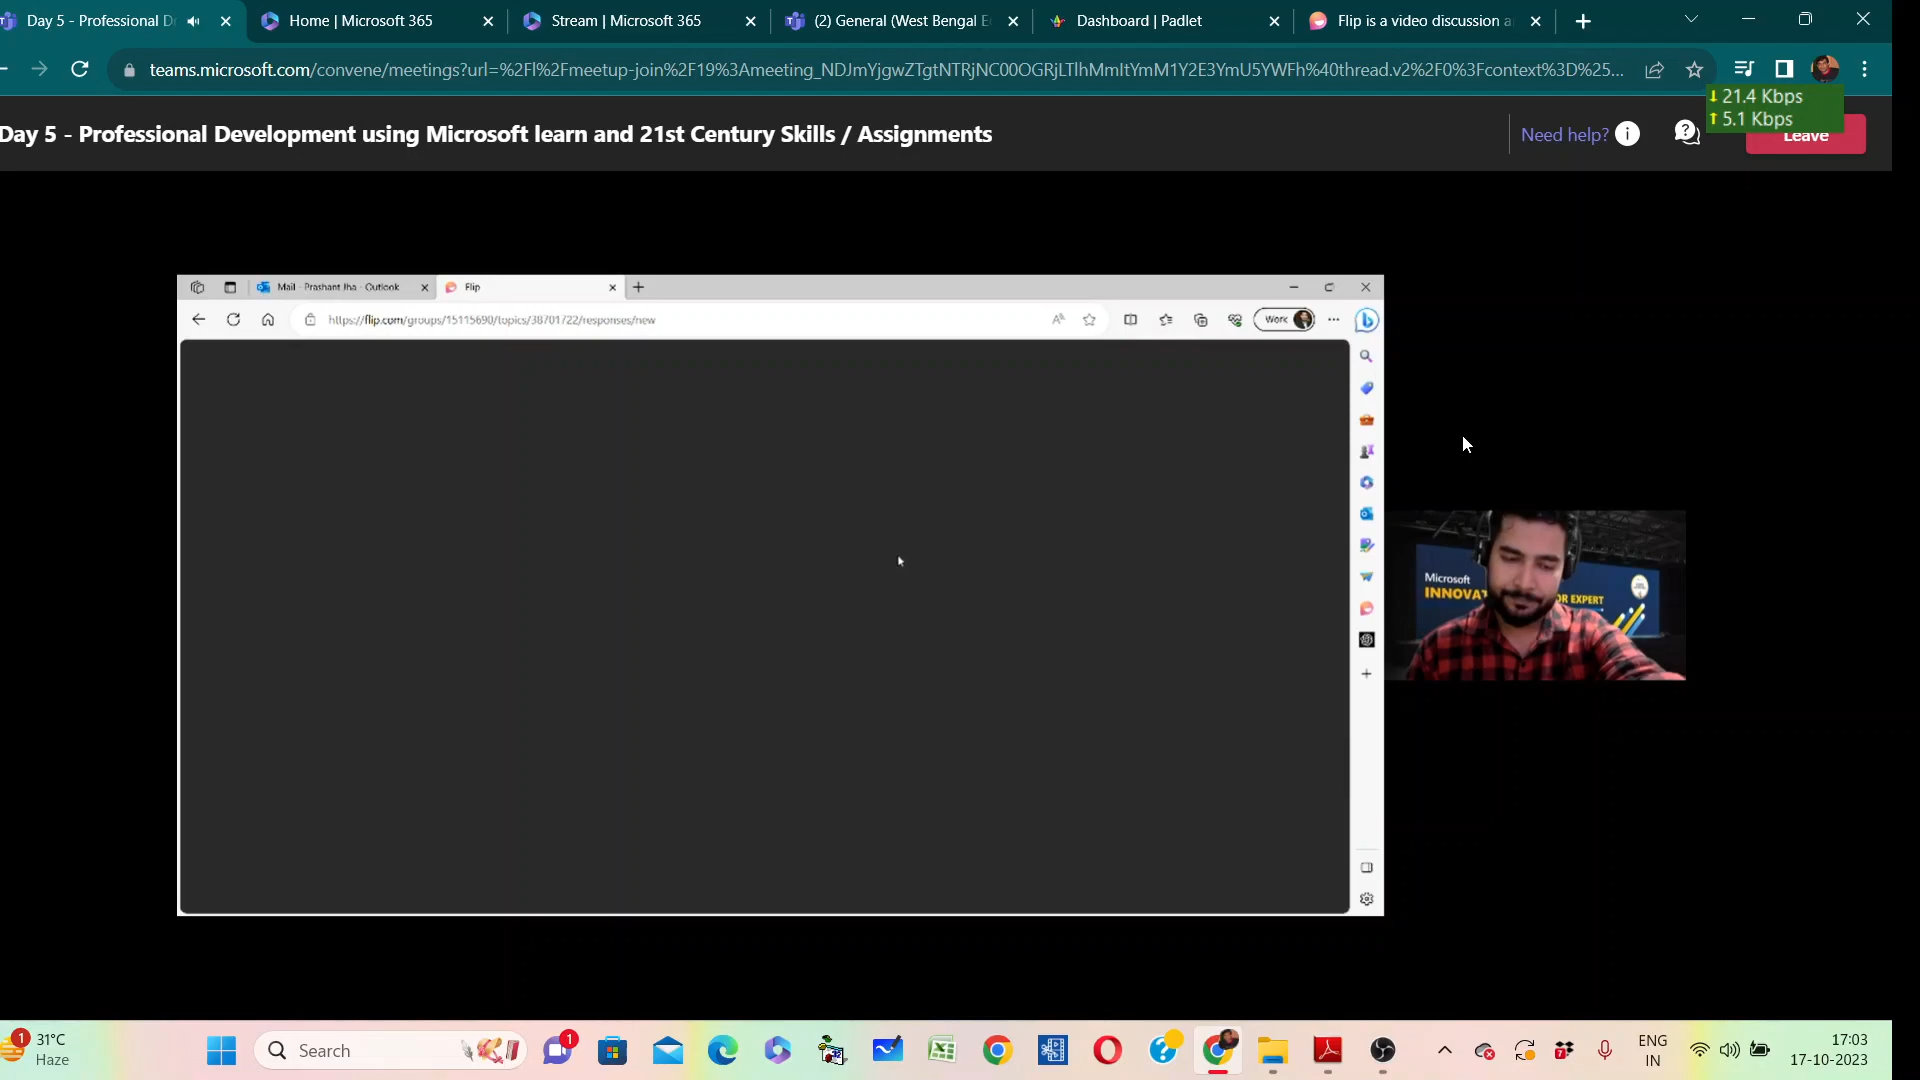 Day 5 - Professional D
Home | Microsoft 365
Stream | Microsoft 365
(2) General (West Bengal E
Dashboard | Padlet
Flip is a video discussion a
teams.microsoft.com/convene/meetings?url=%2Fl%2Fmeetup-join%2F19%3Ameeting_NDJmYjgwZTgtNTRjNC00OGRjLTlhMmItYmM1Y2E3YmU5YWFh%40thread.v2%2F0%3Fcontext%3D%25...
21.4 Kbps
5.1 Kbps
Day 5 - Professional Development using Microsoft learn and 21st Century Skills / Assignments
Need help?
Leave
Mail - Prashant Jha - Outlook
Flip
https://flip.com/groups/15115690/topics/38701722/responses/new
Work
Microsoft
INNOVAT
OR EXPERT
1
31°C
Haze
Search
1
7
ENG
IN
17:03
17-10-2023